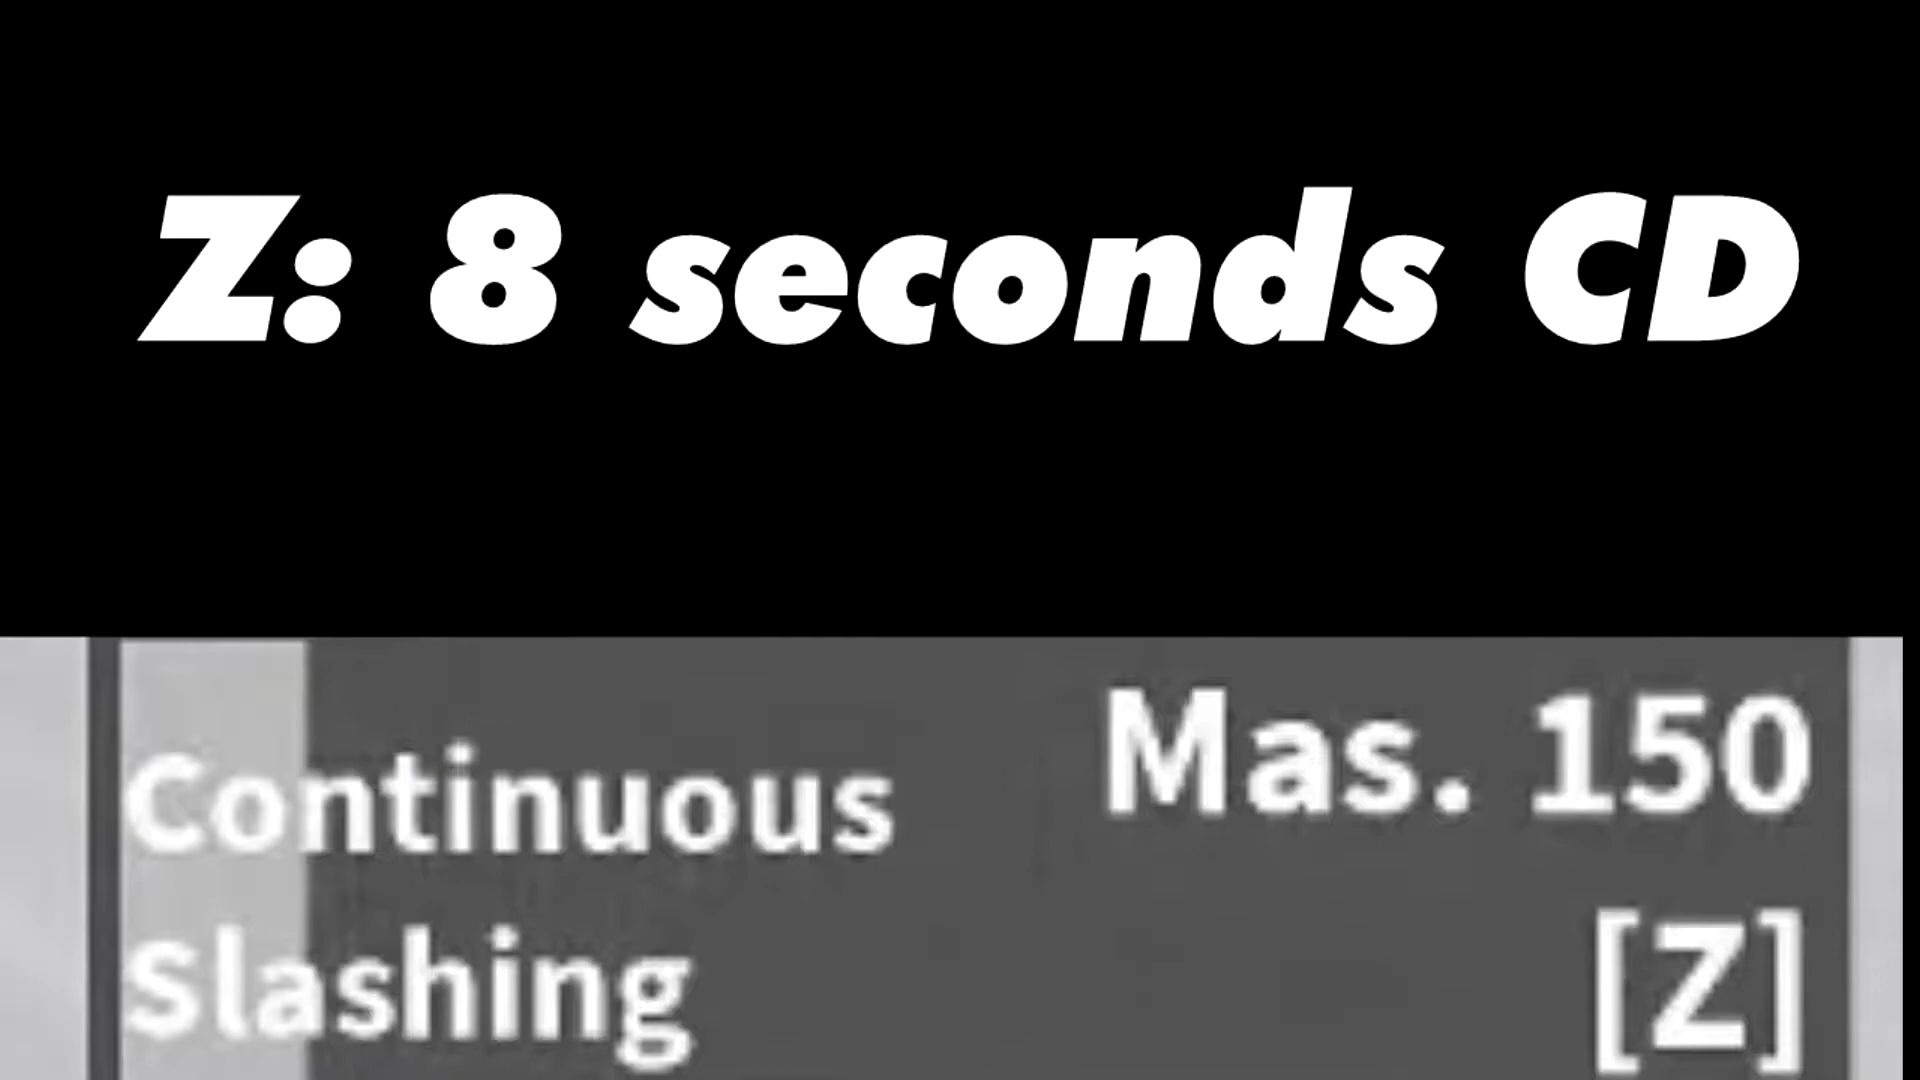 Z: 8 seconds CD
Mas. 150
Continuous
Slashing
[Z]